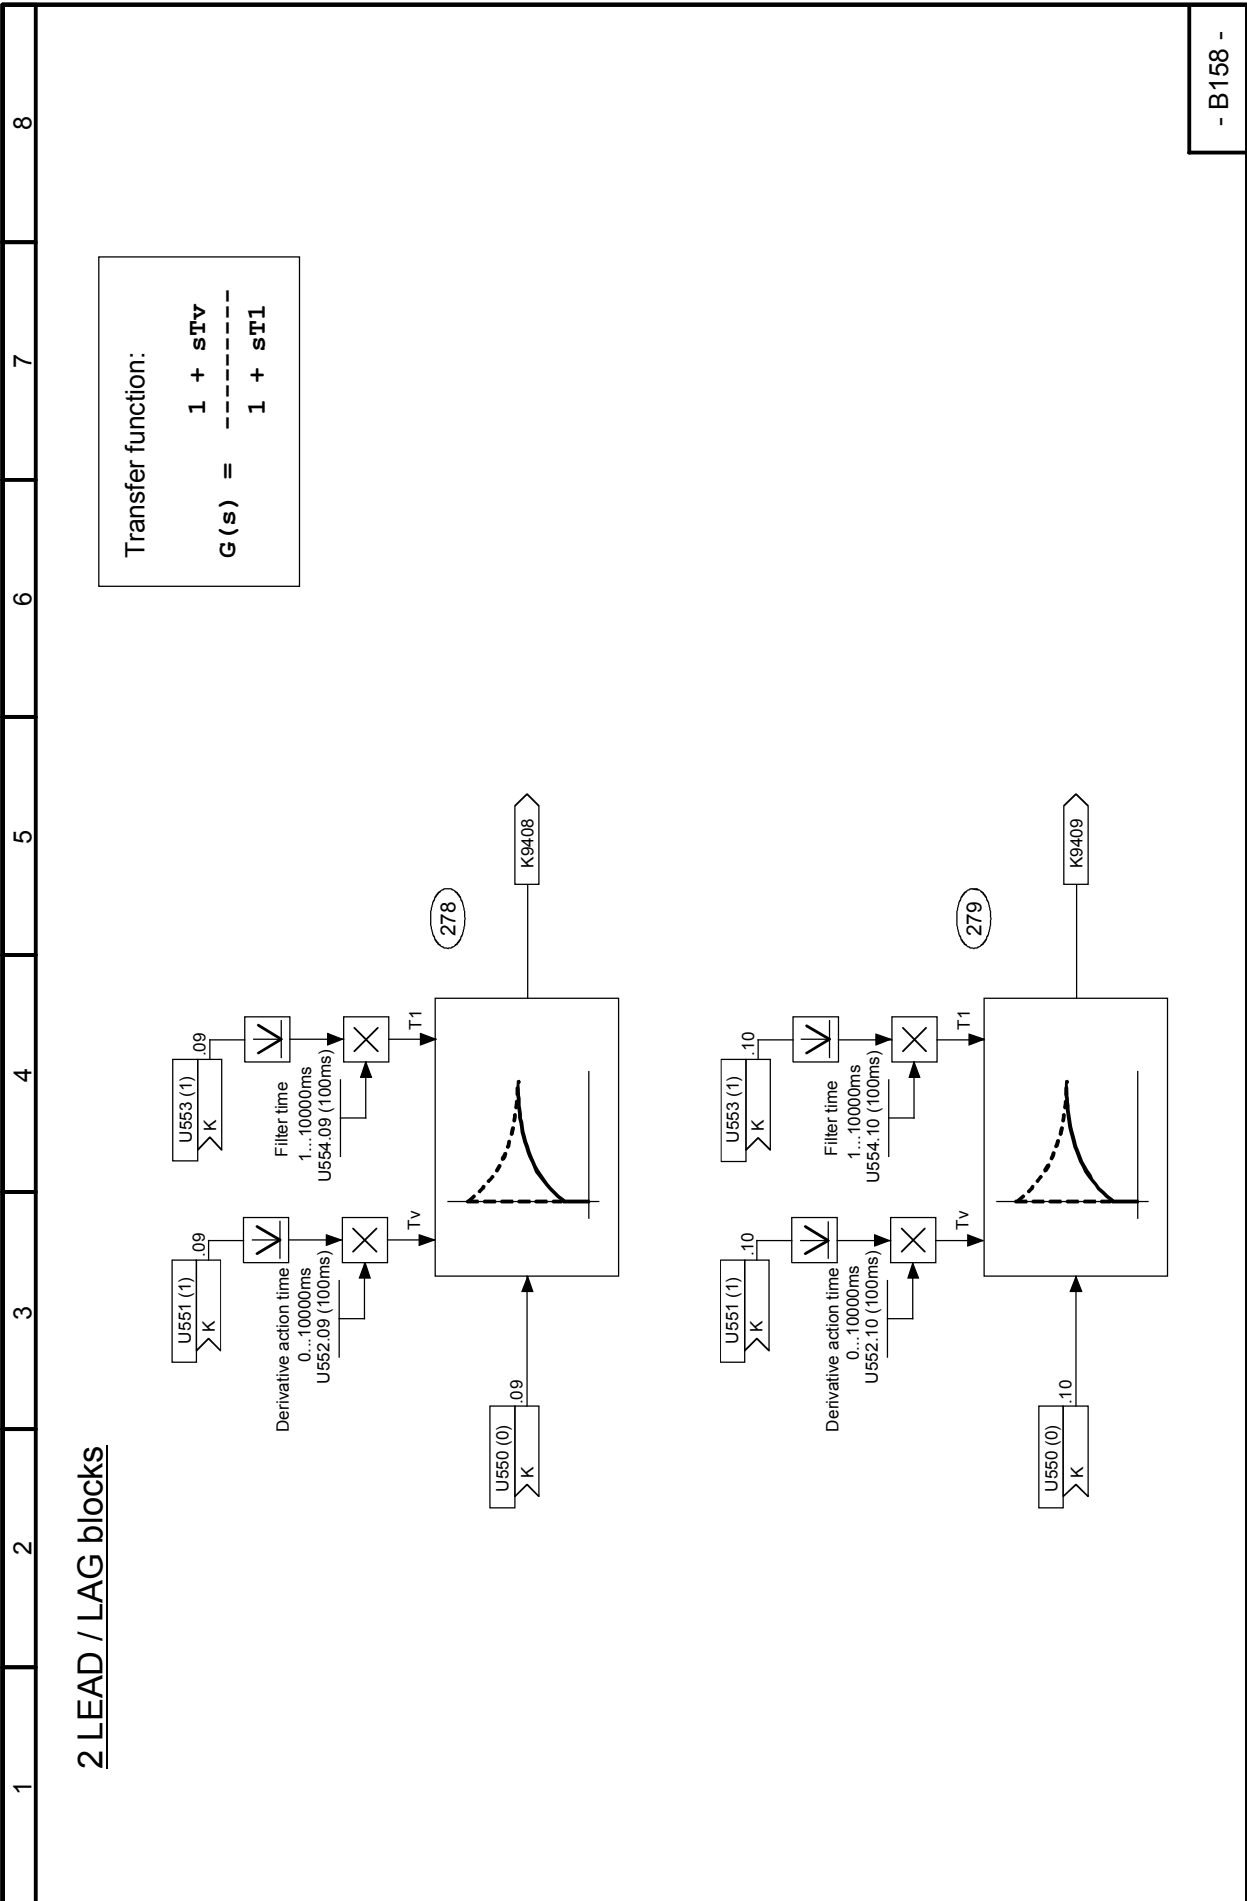 1
2
3
4
5
6
7
8
2 LEAD / LAG blocks
Transfer function:
1 + sTv
G(s) = ----------
1 + sT1
U551 (1)
K
.09
U553 (1)
K
.09
Derivative action time
0...10000ms
U552.09 (100ms)
Filter time
1...10000ms
U554.09 (100ms)
Tv
T1
278
U550 (0)
K
.09
K9408
U551 (1)
K
.10
U553 (1)
K
.10
Derivative action time
0...10000ms
U552.10 (100ms)
Filter time
1...10000ms
U554.10 (100ms)
Tv
T1
279
U550 (0)
K
.10
K9409
- B158 -